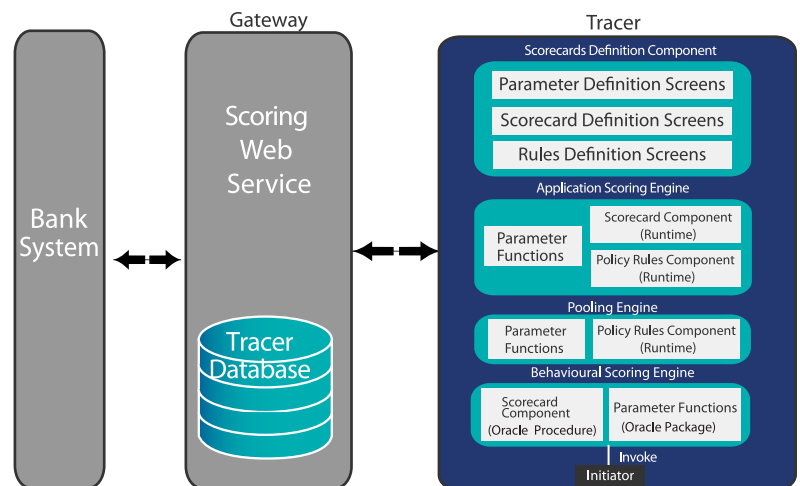 Gateway
Tracer
Bank
System
Scoring
Web
Service
Tracer
Database
Scorecards Definition Component
Parameter Definition Screens
Scorecard Definition Screens
Rules Definition Screens
Application Scoring Engine
Parameter
Functions
Scorecard Component
(Runtime)
Policy Rules Component
(Runtime)
Pooling Engine
Parameter
Functions
Policy Rules Component
(Runtime)
Behavioural Scoring Engine
Scorecard
Component
(Oracle Procedure)
Parameter Functions
(Oracle Package)
Invoke
Initiator